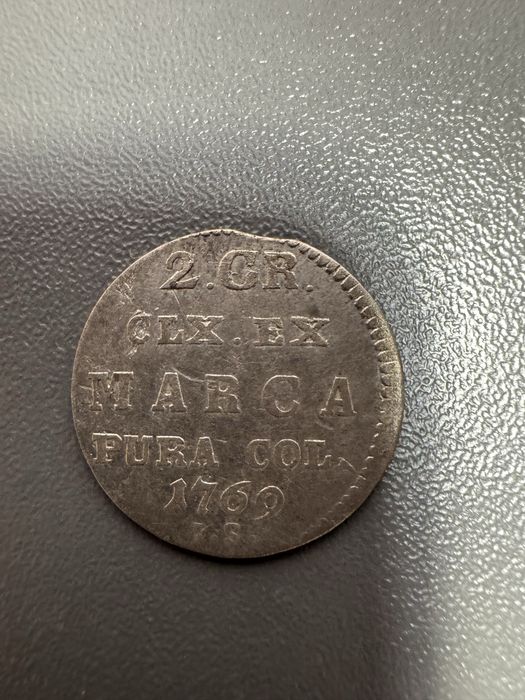 2.GR.
CLX.EX
MARCA
PURA COL.
1769